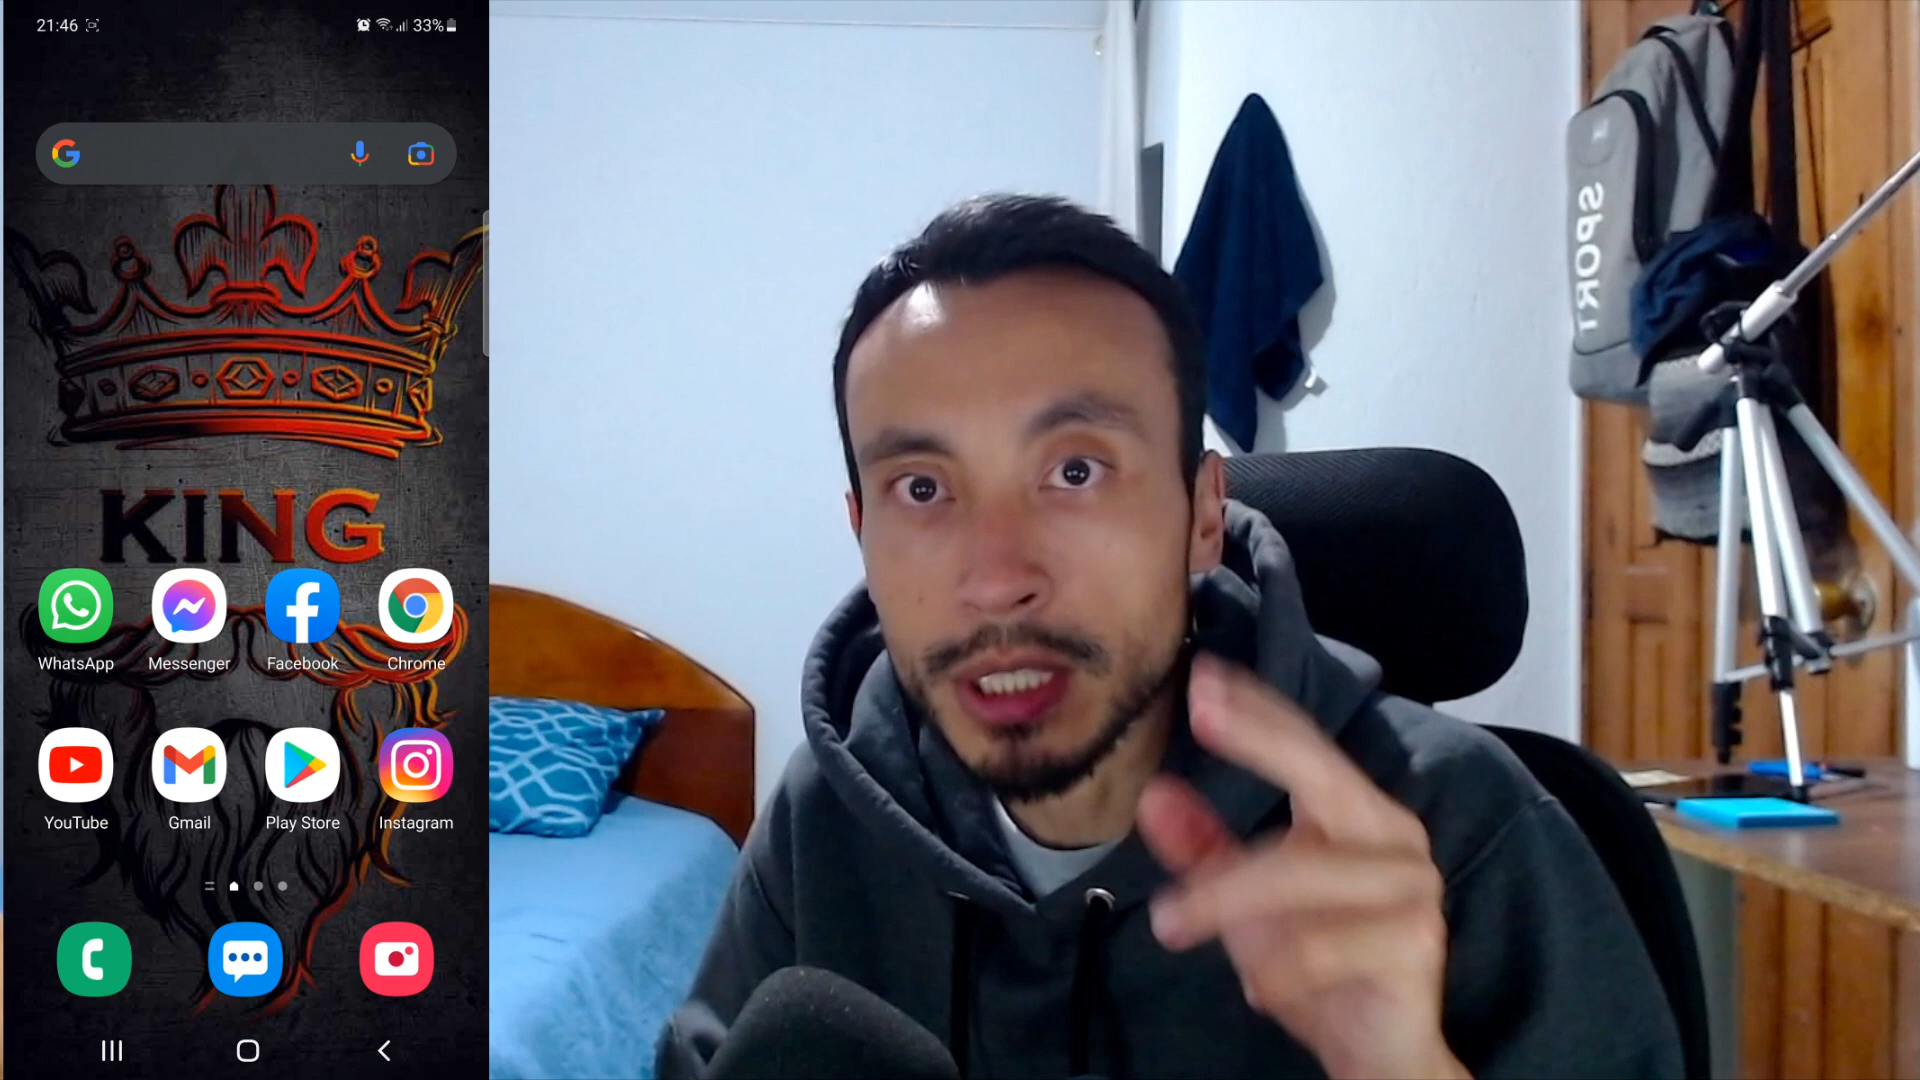 21:46
33%
KING
WhatsApp
Messenger
Facebook
Chrome
YouTube
Gmail
Play Store
Instagram
SPORT